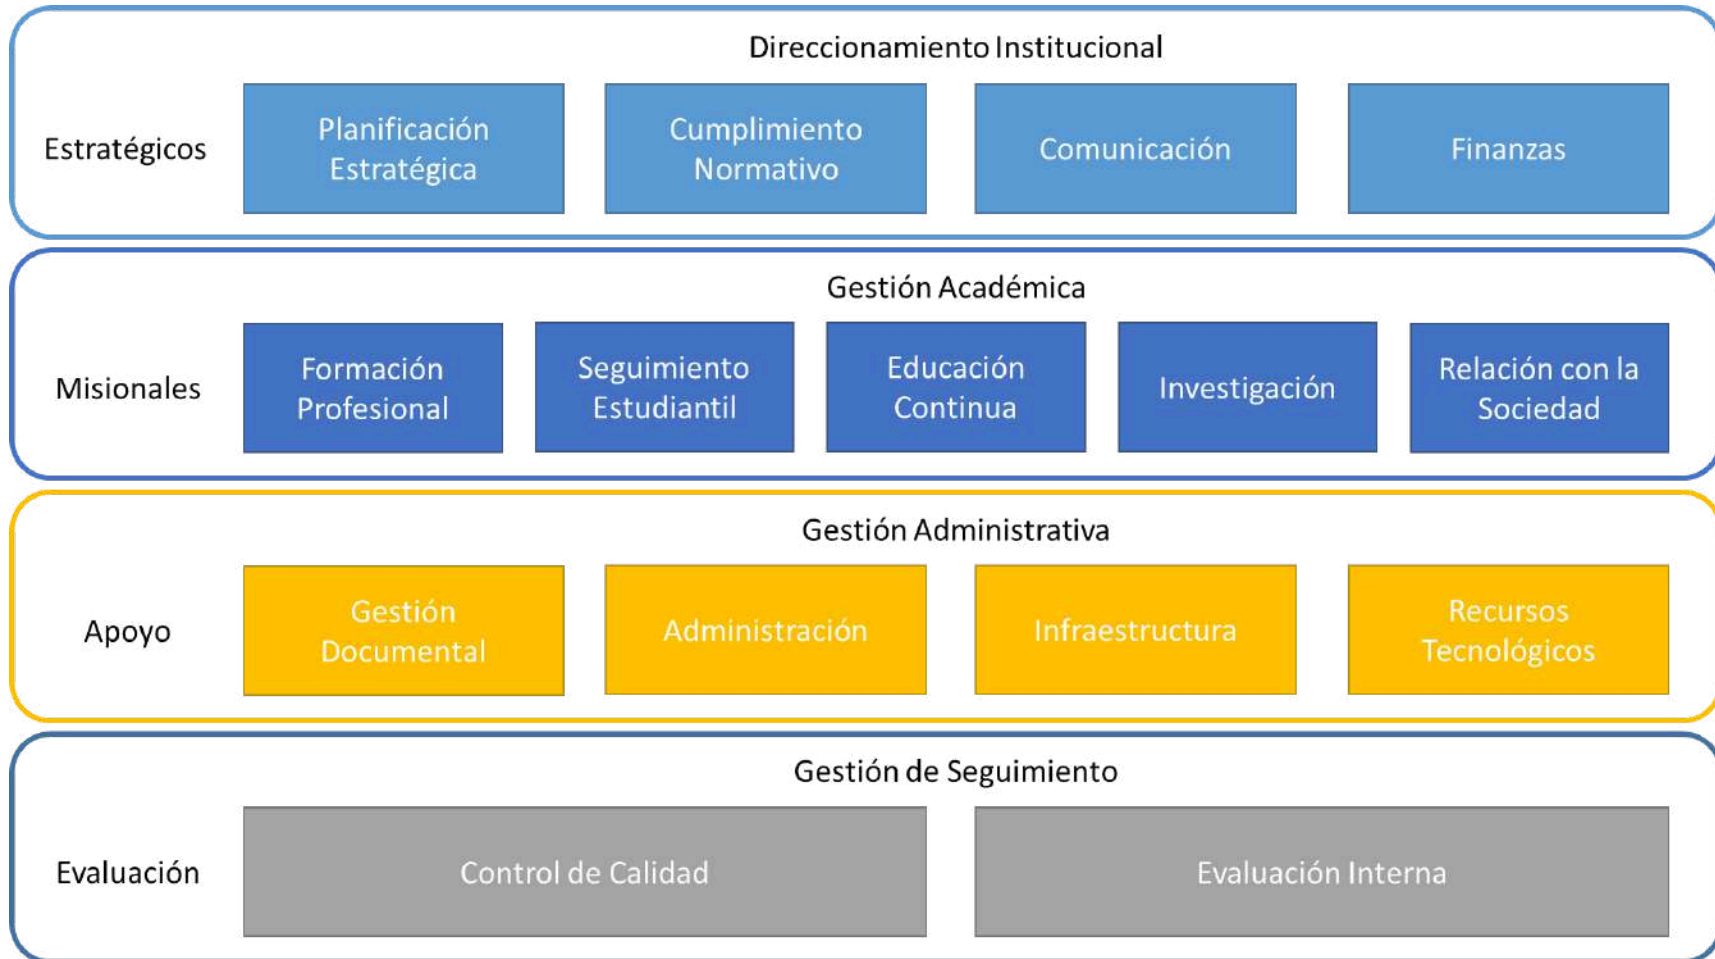 Direccionamiento Institucional
Estratégicos
Planificación
Estratégica
Cumplimiento
Normativo
Comunicación
Finanzas
Gestión Académica
Misionales
Formación
Profesional
Seguimiento
Estudiantil
Educación
Continua
Investigación
Relación con la
Sociedad
Gestión Administrativa
Apoyo
Gestión
Documental
Administración
Infraestructura
Recursos
Tecnológicos
Gestión de Seguimiento
Evaluación
Control de Calidad
Evaluación Interna